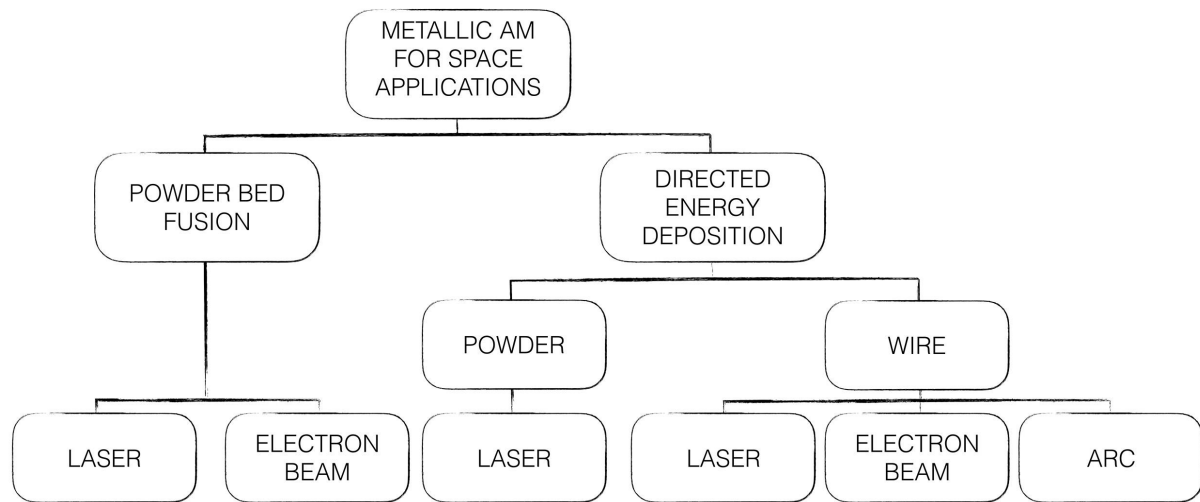 METALLIC AM
FOR SPACE
APPLICATIONS
POWDER BED
FUSION
DIRECTED
ENERGY
DEPOSITION
POWDER
WIRE
LASER
ELECTRON
BEAM
LASER
LASER
ELECTRON
BEAM
ARC